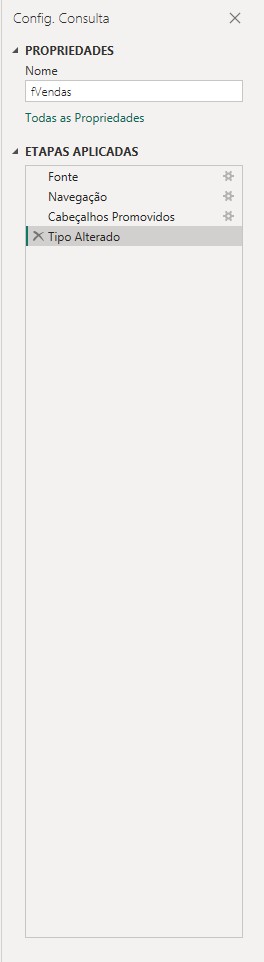 Config. Consulta
PROPRIEDADES
Nome
fVendas
Todas as Propriedades
ETAPAS APLICADAS
Fonte
Navegação
Cabeçalhos Promovidos
Tipo Alterado